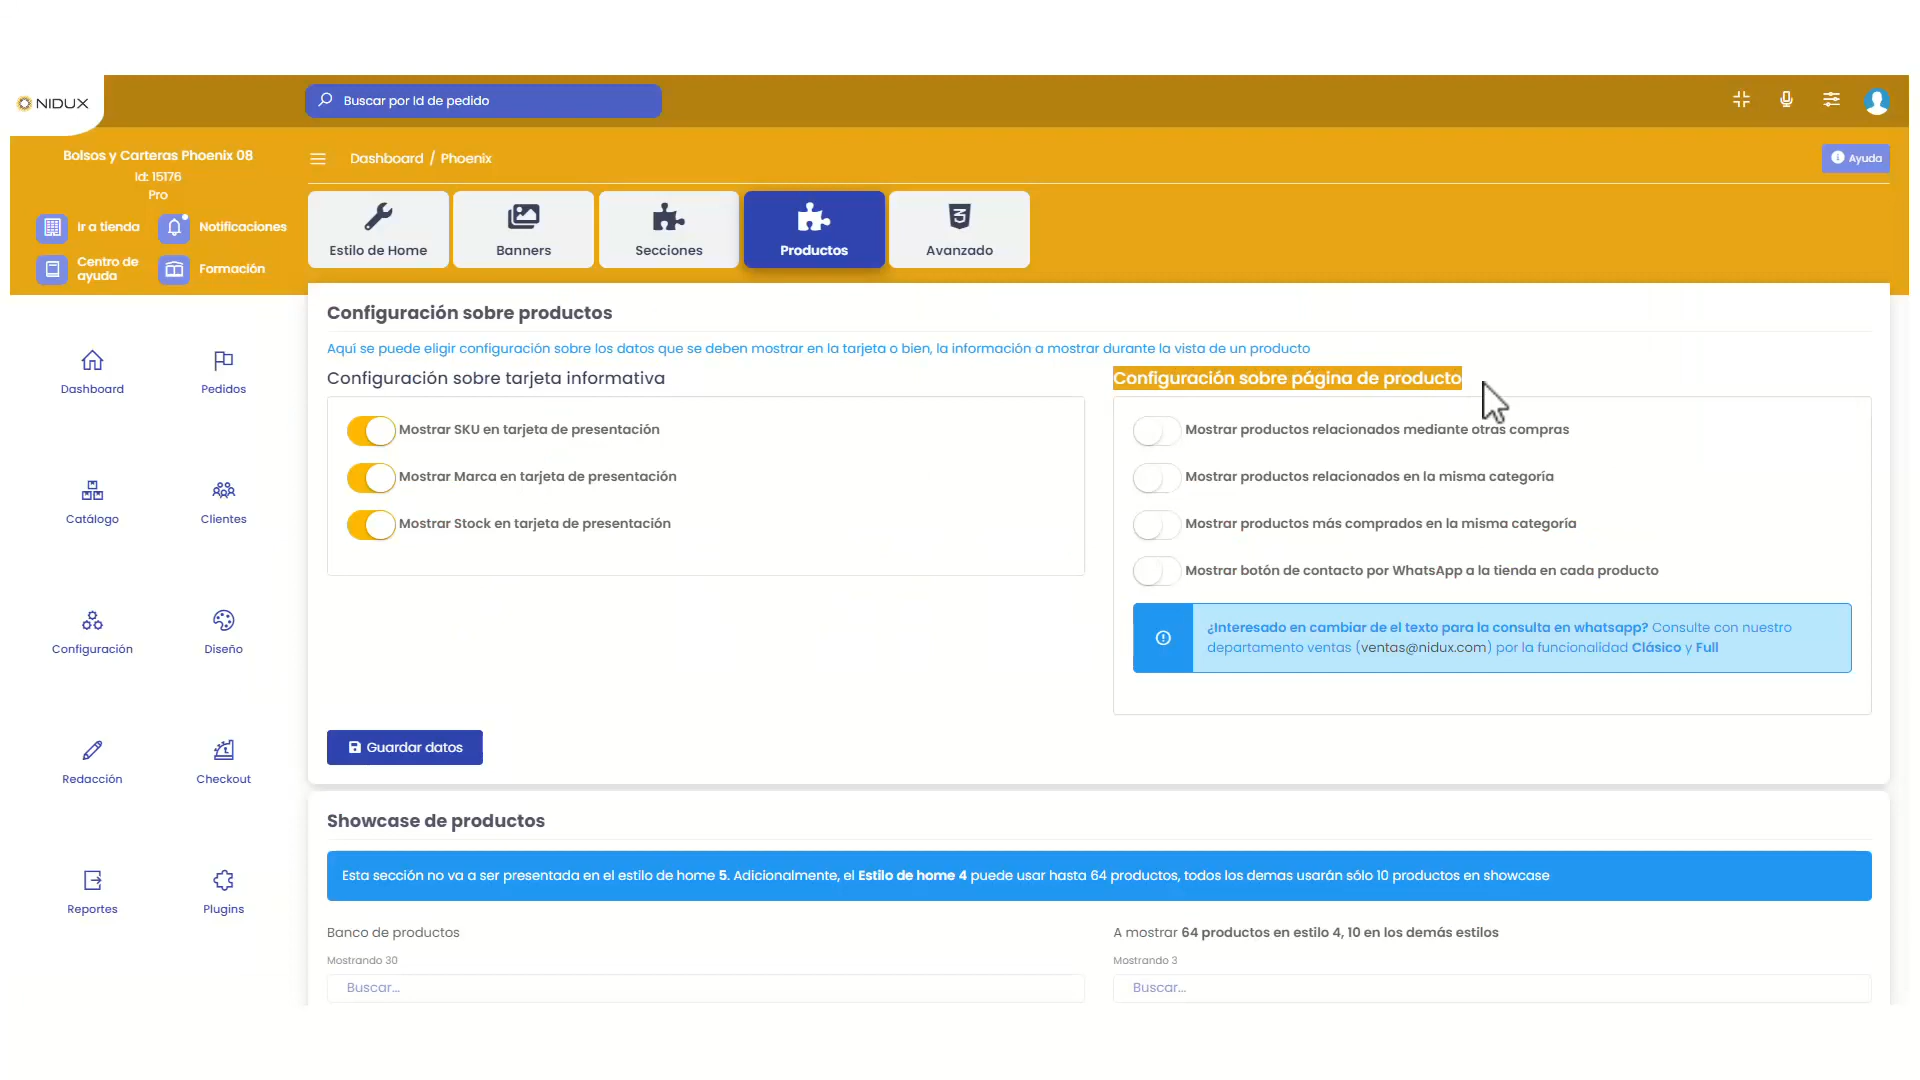 NIDUX
Buscar por Id de pedido
Bolsos y Carteras Phoenix 08
Id: 15176
Pro
Ir a tienda
Notificaciones
Centro de ayuda
Formación
Dashboard / Phoenix
Ayuda
Estilo de Home
Banners
Secciones
Productos
Avanzado
Dashboard
Pedidos
Catálogo
Clientes
Configuración
Diseño
Redacción
Checkout
Reportes
Plugins
Configuración sobre productos
Aquí se puede eligir configuración sobre los datos que se deben mostrar en la tarjeta o bien, la información a mostrar durante la vista de un producto
Configuración sobre tarjeta informativa
Mostrar SKU en tarjeta de presentación
Mostrar Marca en tarjeta de presentación
Mostrar Stock en tarjeta de presentación
Configuración sobre página de producto
Mostrar productos relacionados mediante otras compras
Mostrar productos relacionados en la misma categoría
Mostrar productos más comprados en la misma categoría
Mostrar botón de contacto por WhatsApp a la tienda en cada producto
¿Interesado en cambiar de el texto para la consulta en whatsapp? Consulte con nuestro
departamento ventas (ventas@nidux.com) por la funcionalidad Clásico y Full
Guardar datos
Showcase de productos
Esta sección no va a ser presentada en el estilo de home 5. Adicionalmente, el Estilo de home 4 puede usar hasta 64 productos, todos los demas usarán sólo 10 productos en showcase
Banco de productos
Mostrando 30
Buscar...
A mostrar 64 productos en estilo 4, 10 en los demás estilos
Mostrando 3
Buscar...